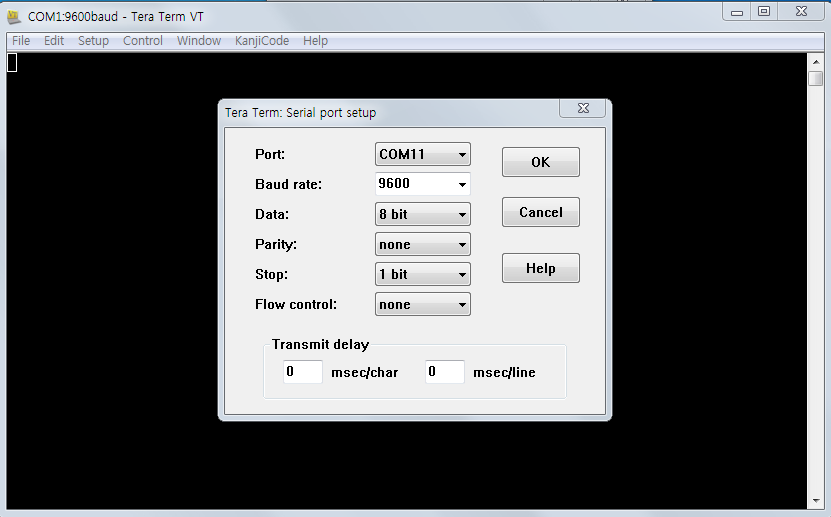 COM1:9600baud - Tera Term VT
File Edit Setup Control Window KanjiCode Help
Tera Term: Serial port setup
Port: COM11 OK
Baud rate: 9600
Data: 8 bit Cancel
Parity: none
Stop: 1 bit Help
Flow control: none
Transmit delay
0 msec/char 0 msec/line